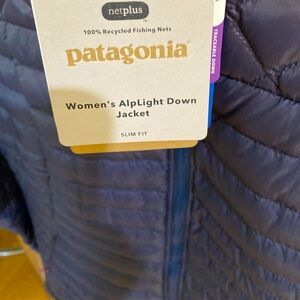 netplus
100% Recycled Fishing Nets
patagonia
Women's AlpLight Down
Jacket
SLIM FIT
TRACEABLE DOWN